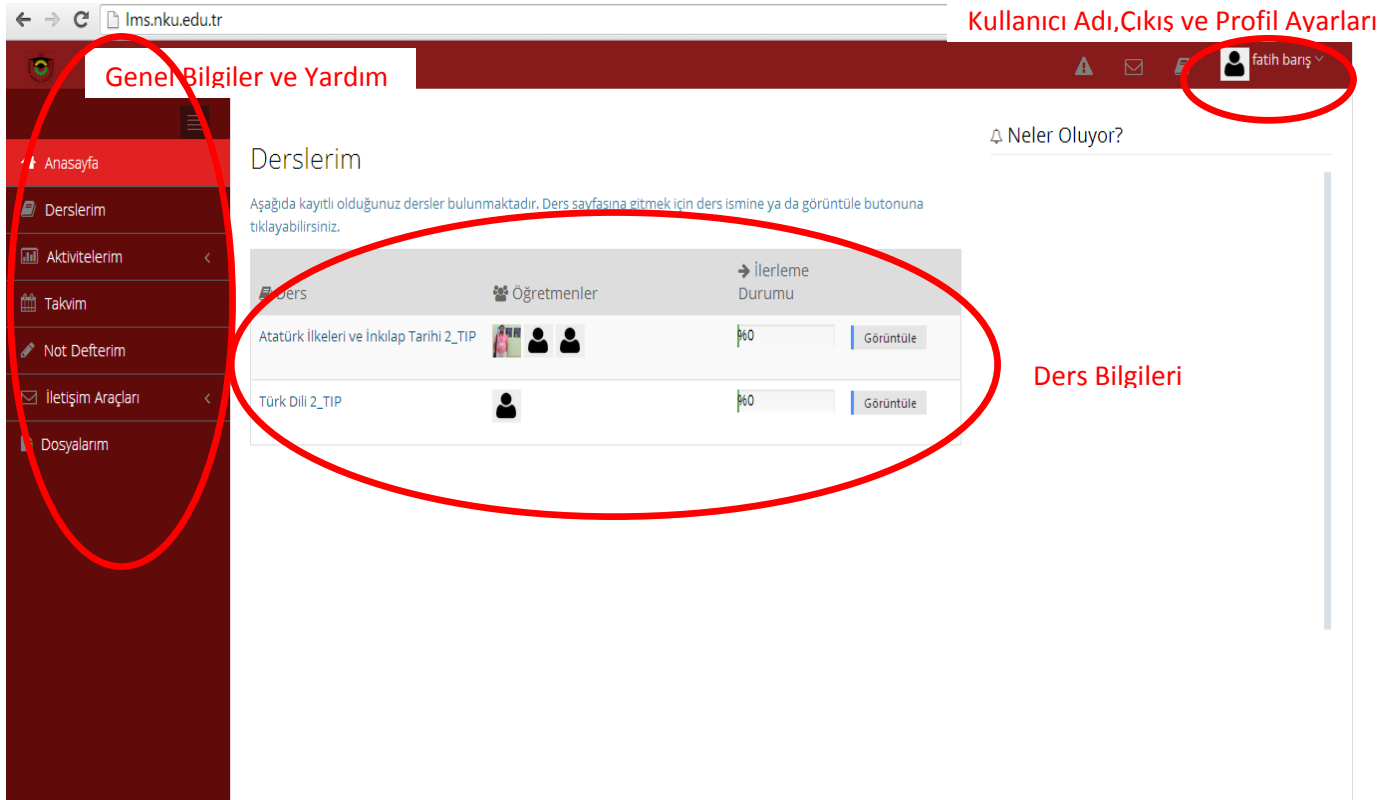 lms.nku.edu.tr
Kullanıcı Adı,Çıkış ve Profil Ayarları
Genel Bilgiler ve Yardım
fatih barış
Neler Oluyor?
Anasayfa
Derslerim
Aktivitelerim
Takvim
Not Defterim
İletişim Araçları
Dosyalarım
Derslerim
Aşağıda kayıtlı olduğunuz dersler bulunmaktadır. Ders sayfasına gitmek için ders ismine ya da görüntüle butonuna
tıklayabilirsiniz.
Ders Öğretmenler İlerleme
Durumu
Atatürk İlkeleri ve İnkılap Tarihi 2_TIP %0 Görüntüle
Türk Dili 2_TIP %0 Görüntüle
Ders Bilgileri